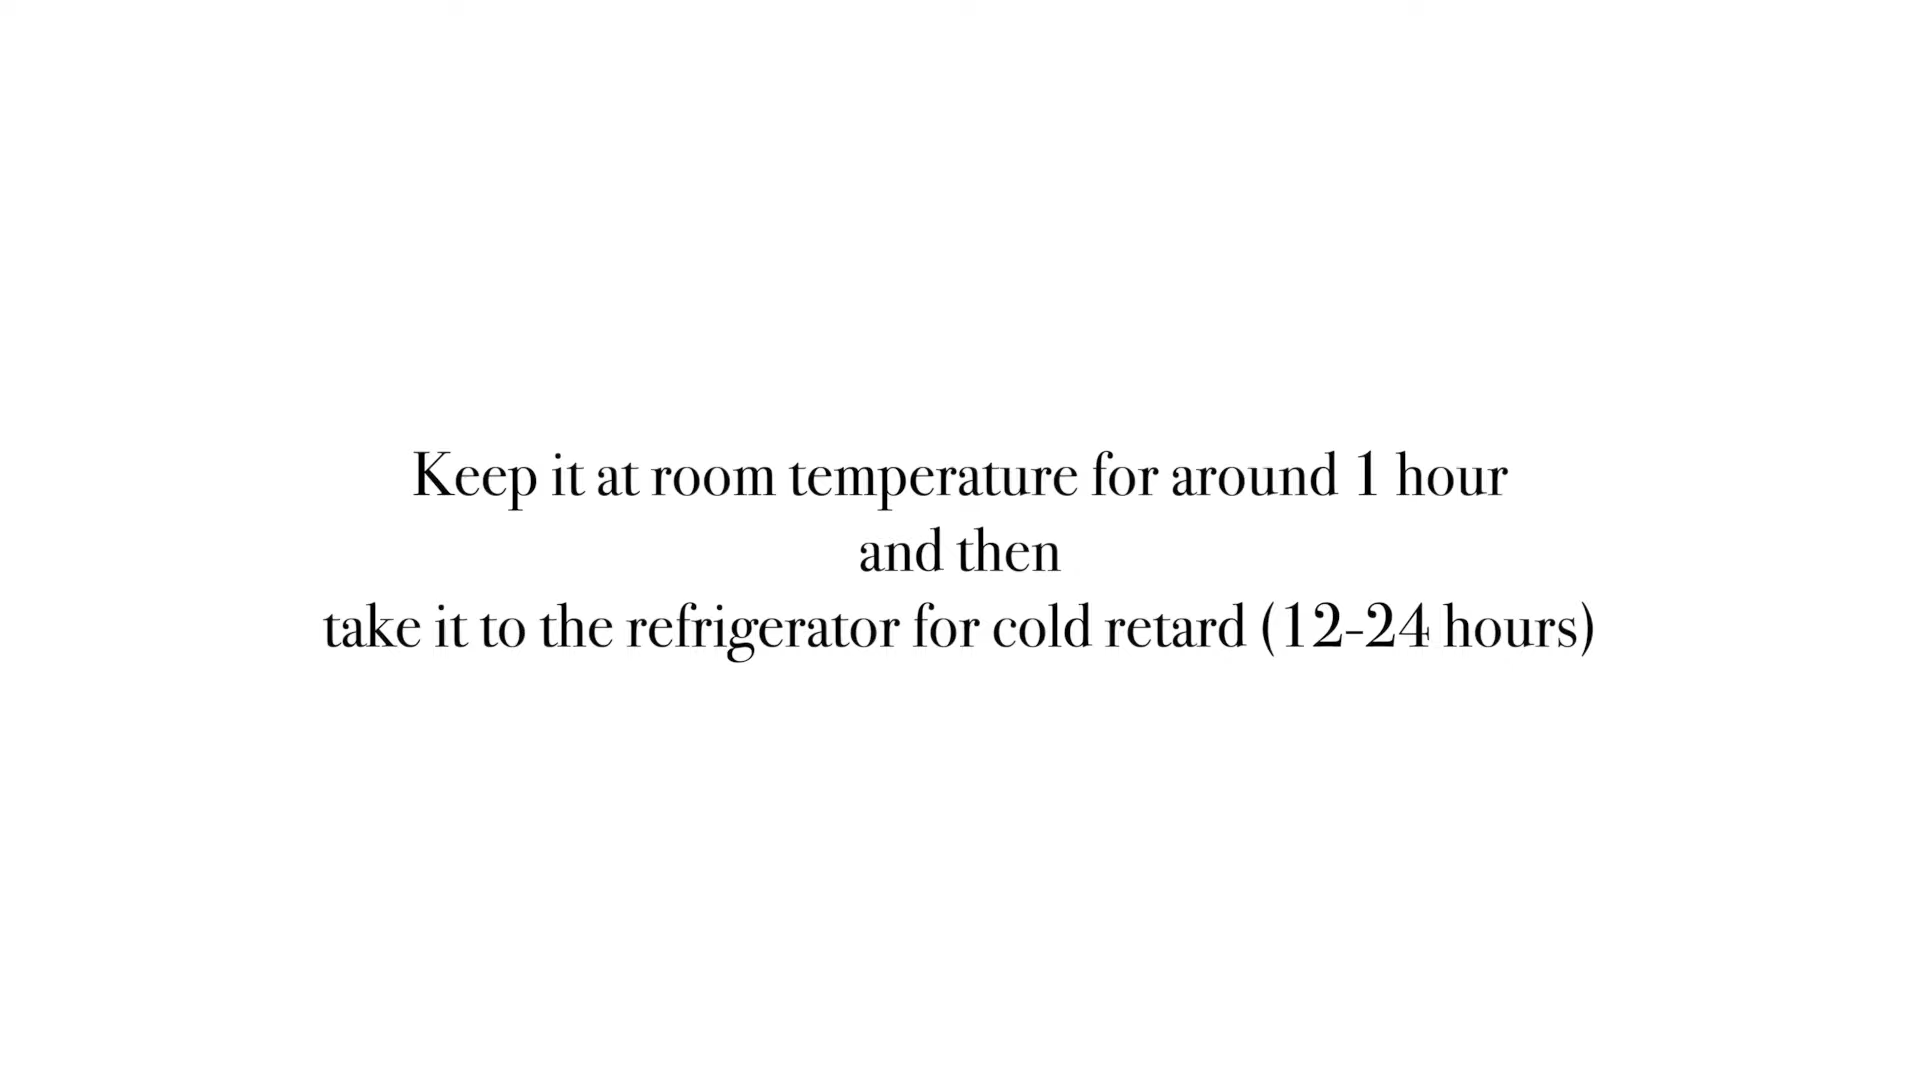 Keep it at room temperature for around 1 hour
and then
take it to the refrigerator for cold retard (12-24 hours)